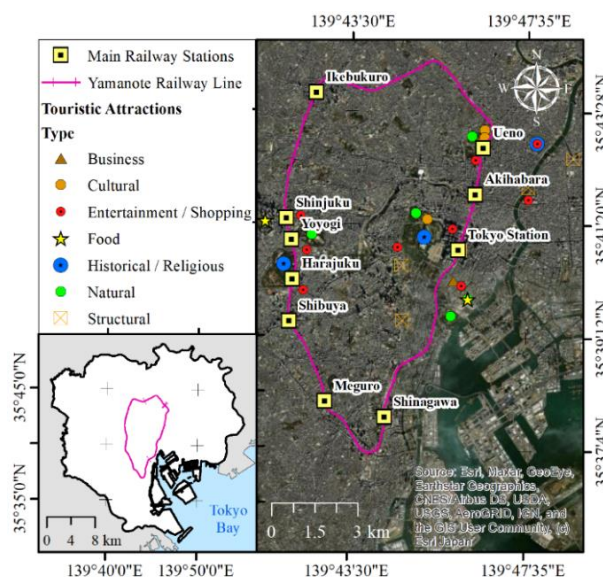 139°43'30"E 139°47'35"E
Main Railway Stations
Yamanote Railway Line
Touristic Attractions
Type
Business
Cultural
Entertainment / Shopping
Food
Historical / Religious
Natural
Structural
N
W E
S
Ikebukuro
Ueno
Akihabara
Shinjuku
Yoyogi
Tokyo Station
Harajuku
Shibuya
Meguro
Shinagawa
35°43'28"N
35°41'20"N
35°39'12"N
35°37'4"N
35°45'0"N
35°35'0"N
Tokyo
Bay
0 4 8 km
0 1.5 3 km
Source: Esri, Maxar, GeoEye,
Earthstar Geographics,
CNES/Airbus DS, USDA,
USGS, AeroGRID, IGN, and
the GIS User Community, (c)
Esri Japan
139°40'0"E 139°50'0"E 139°43'30"E 139°47'35"E